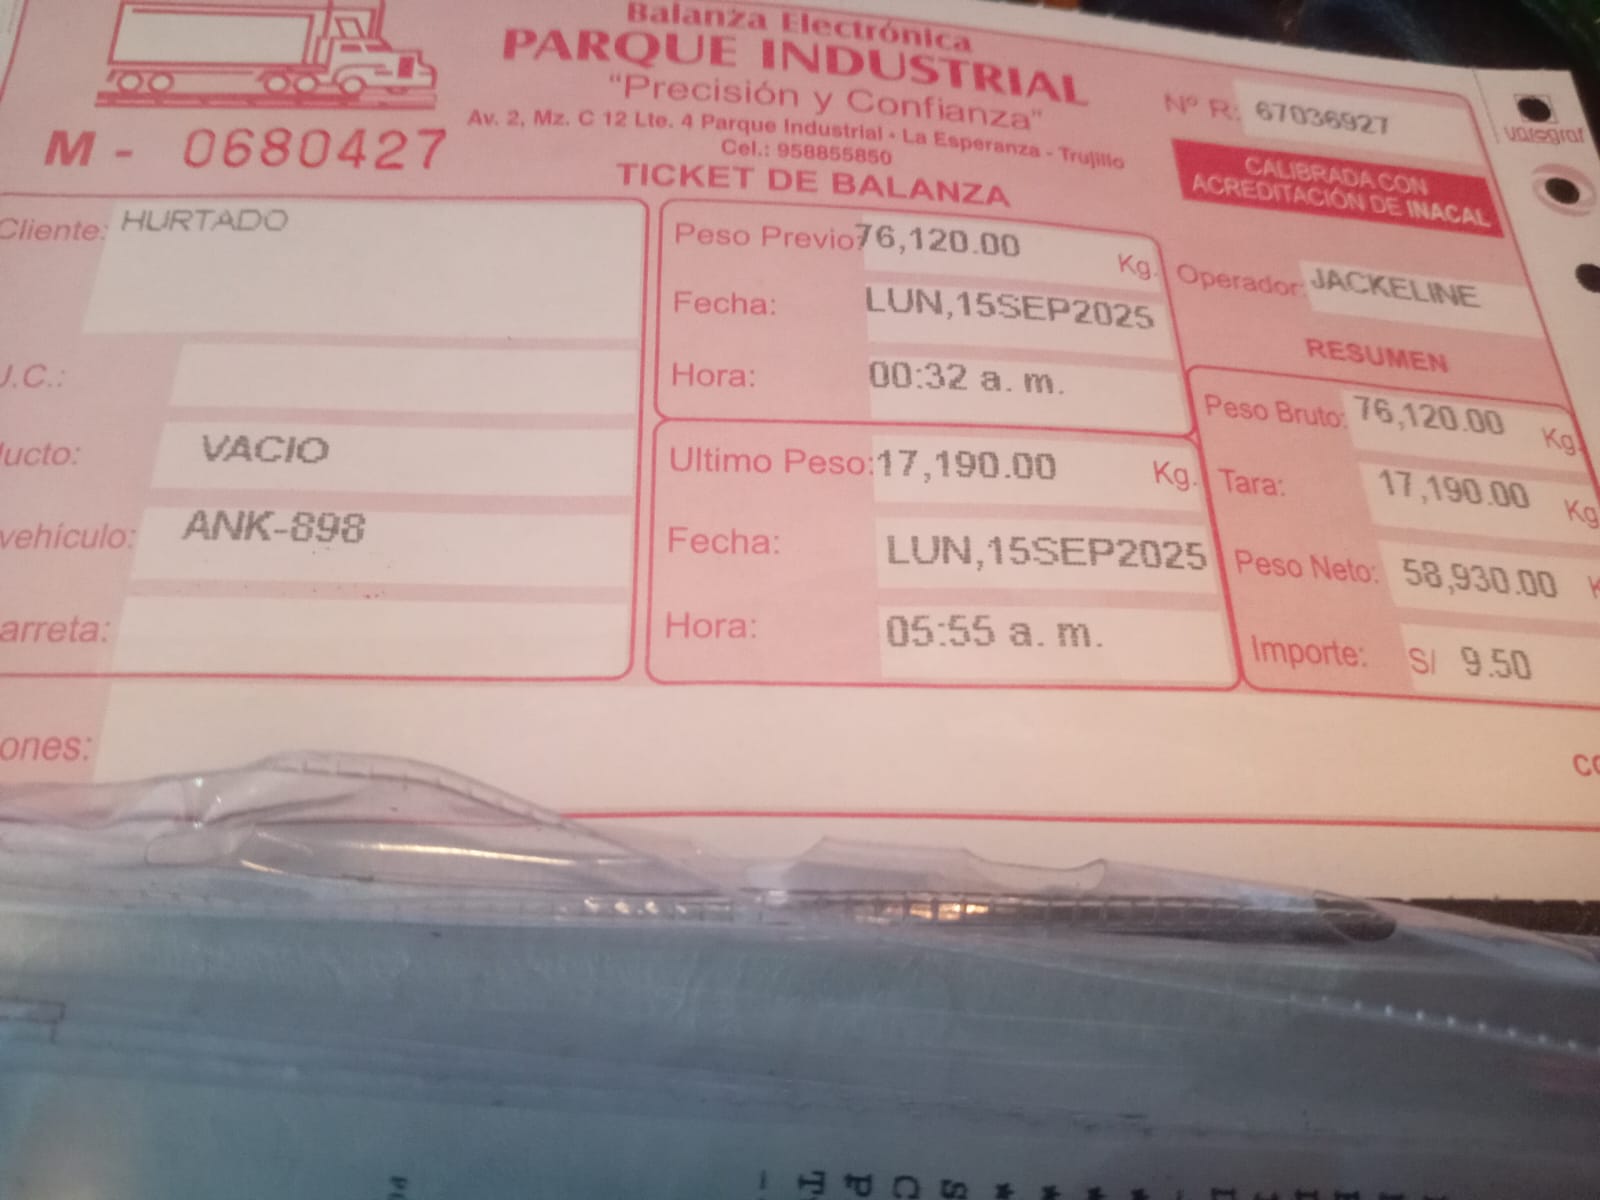 Balanza Electrónica
PARQUE INDUSTRIAL
"Precisión y Confianza"
Av. 2, Mz. C 12 Lte. 4 Parque Industrial - La Esperanza - Trujillo
Cel.: 958855850
TICKET DE BALANZA
M - 0680427
Nº R: 67036927
CALIBRADA CON
ACREDITACIÓN DE INACAL
valegraf
Cliente: HURTADO
U.C.:
ducto: VACIO
vehículo: ANK-898
arreta:
ones:
Peso Previo 76,120.00 Kg.
Fecha: LUN,15SEP2025
Hora: 00:32 a. m.
Ultimo Peso: 17,190.00 Kg.
Fecha: LUN,15SEP2025
Hora: 05:55 a. m.
Operador: JACKELINE
RESUMEN
Peso Bruto: 76,120.00 Kg.
Tara: 17,190.00 Kg
Peso Neto: 58,930.00 K
Importe: S/ 9.50
CO